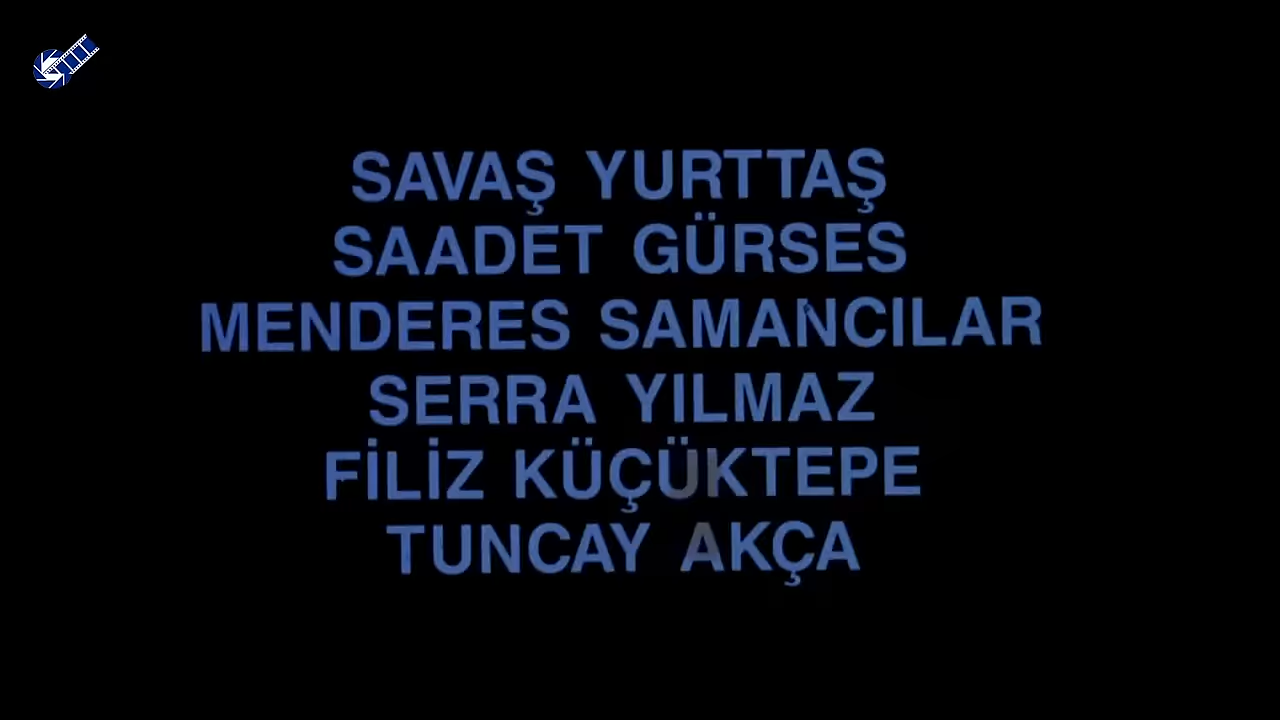 SAVAŞ YURTTAŞ
SAADET GÜRSES
MENDERES SAMANCILAR
SERRA YILMAZ
FİLİZ KÜÇÜKTEPE
TUNCAY AKÇA